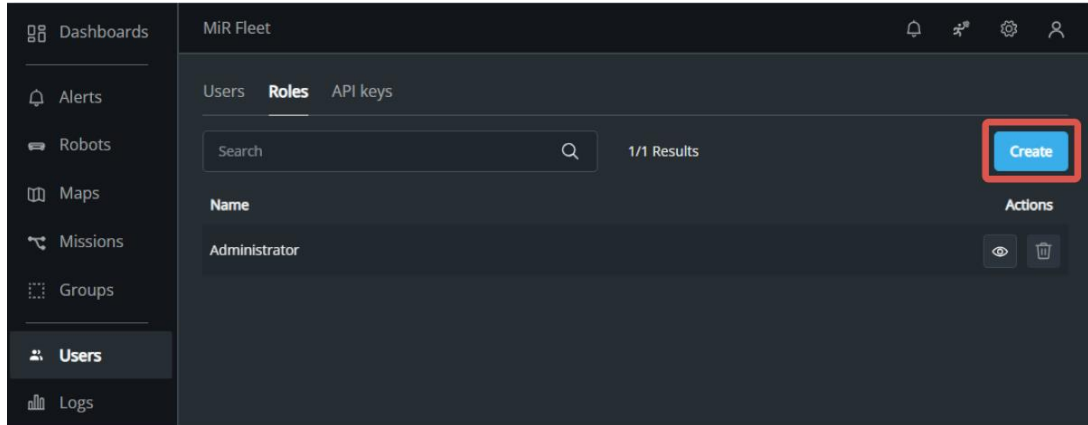 Dashboards
MiR Fleet
Alerts
Robots
Maps
Missions
Groups
Users
Logs
Users Roles API keys
Search
1/1 Results
Create
Name
Actions
Administrator